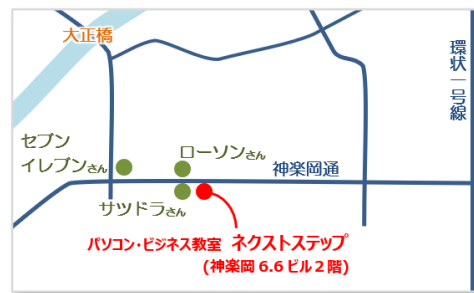 大正橋
環状一号線
セブン
イレブンさん
ローソンさん
神楽岡通
サツドラさん
パソコン・ビジネス教室 ネクストステップ
(神楽岡 6.6 ビル2階)